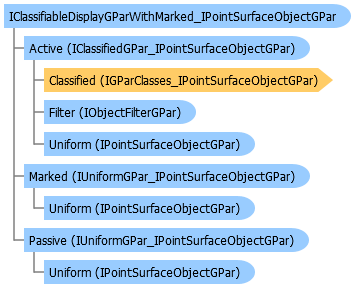 IClassifiableDisplayGParWithMarked_IPointSurfaceObjectGPar
Active (IClassifiedGPar_IPointSurfaceObjectGPar)
Classified (IGParClasses_IPointSurfaceObjectGPar)
Filter (IObjectFilterGPar)
Uniform (IPointSurfaceObjectGPar)
Marked (IUniformGPar_IPointSurfaceObjectGPar)
Uniform (IPointSurfaceObjectGPar)
Passive (IUniformGPar_IPointSurfaceObjectGPar)
Uniform (IPointSurfaceObjectGPar)